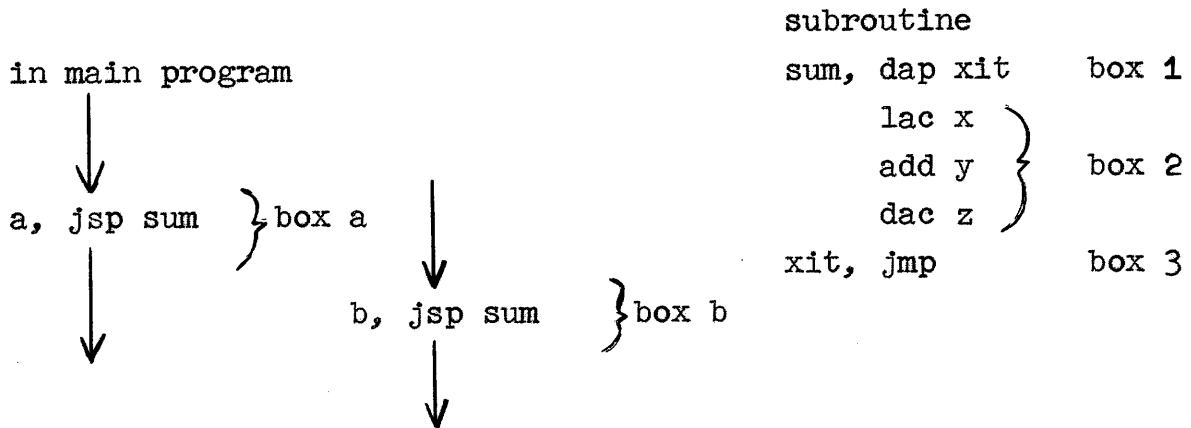 in main program
a, jsp sum box a
b, jsp sum box b
subroutine
sum, dap xit box 1
lac x
add y box 2
dac z
xit, jmp box 3